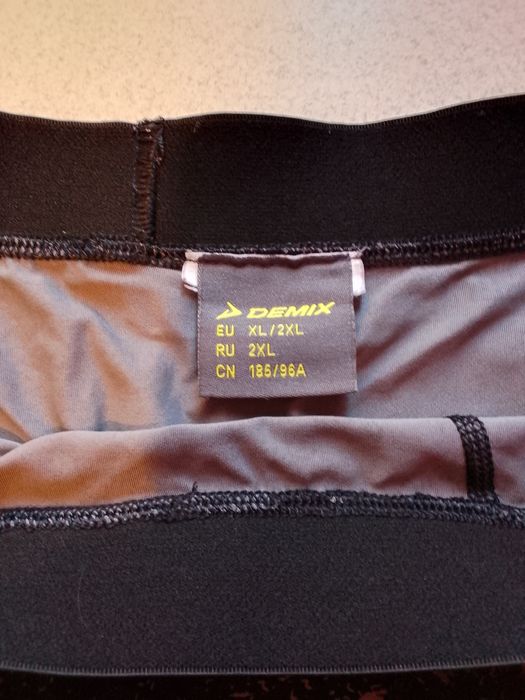 DEMIX
EU XL/2XL
RU 2XL
CN 185/96A